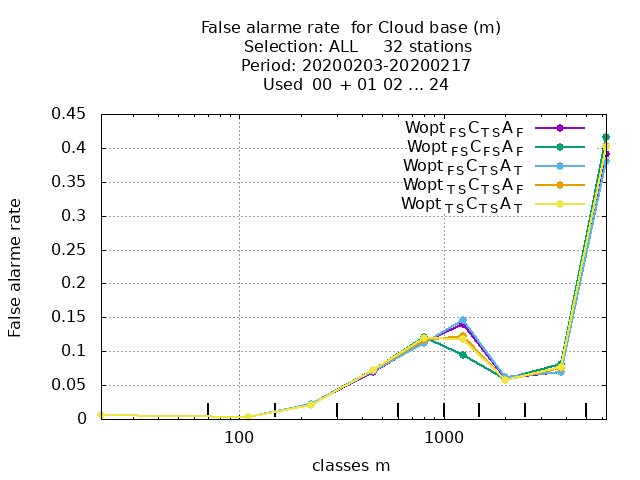 False alarme rate  for Cloud base (m)
Selection: ALL     32 stations
Period: 20200203-20200217
Used  00 + 01 02 ... 24
0.45
0.4
0.35
0.3
0.25
0.2
0.15
0.1
0.05
0
False alarme rate
Wopt FS C TS A F
Wopt FS C FS A F
Wopt FS C TS A T
Wopt TS C TS A F
Wopt TS C TS A T
100
1000
classes m